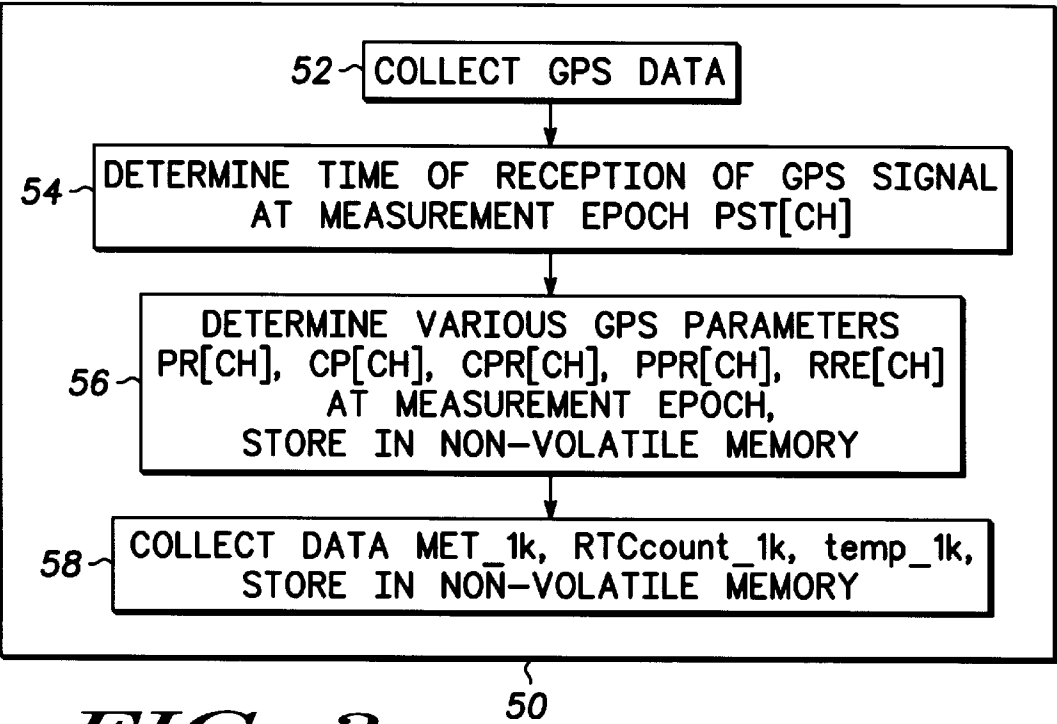 52 COLLECT GPS DATA
54 DETERMINE TIME OF RECEPTION OF GPS SIGNAL
AT MEASUREMENT EPOCH PST[CH]
DETERMINE VARIOUS GPS PARAMETERS
56 PR[CH], CP[CH], CPR[CH], PPR[CH], RRE[CH]
AT MEASUREMENT EPOCH,
STORE IN NON-VOLATILE MEMORY
58 COLLECT DATA MET_1k, RTCcount_1k, temp_1k,
STORE IN NON-VOLATILE MEMORY
50